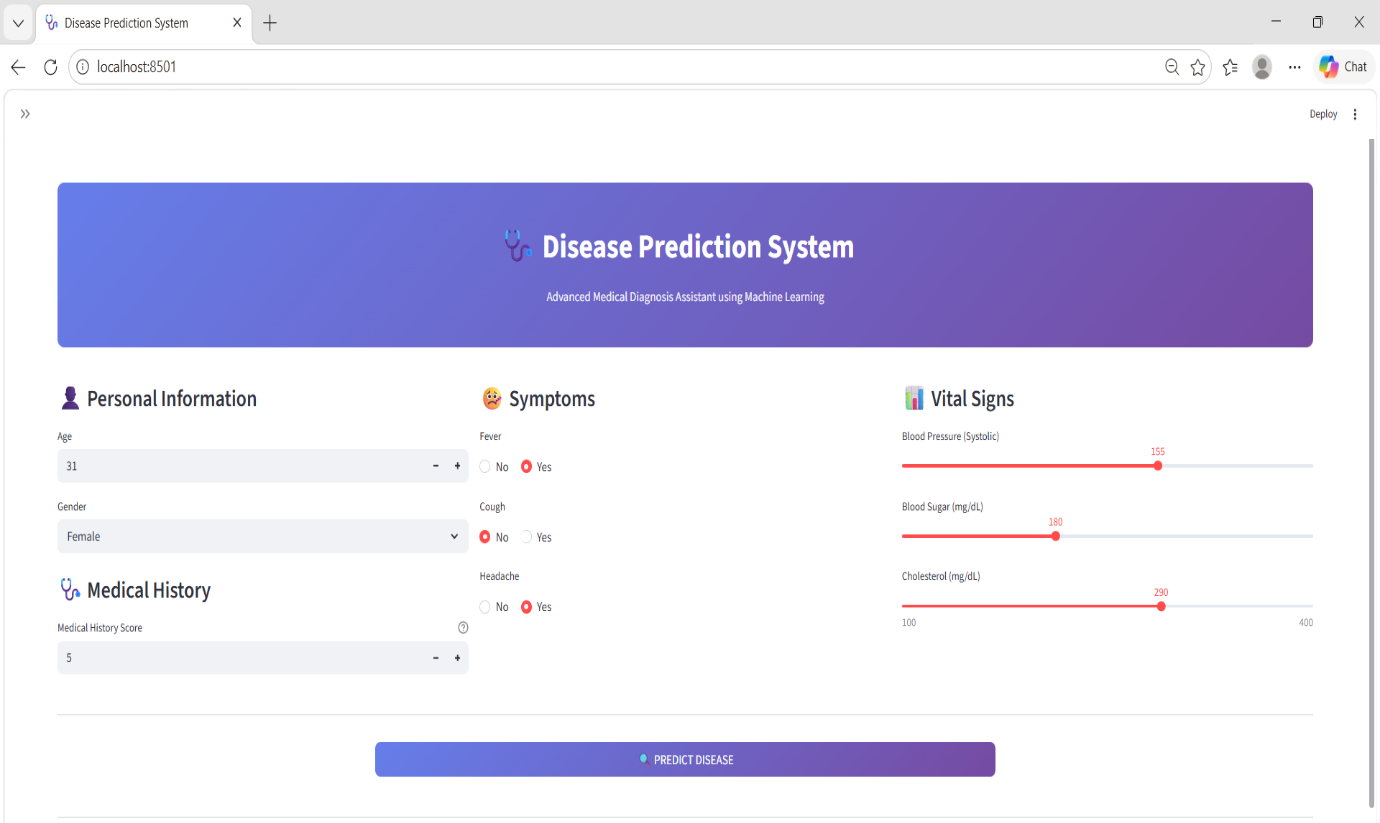 Disease Prediction System
localhost:8501
Chat
Deploy
Disease Prediction System
Advanced Medical Diagnosis Assistant using Machine Learning
Personal Information
Age
31
Gender
Female
Medical History
Medical History Score
5
Symptoms
Fever
No Yes
Cough
No Yes
Headache
No Yes
Vital Signs
Blood Pressure (Systolic)
155
Blood Sugar (mg/dL)
180
Cholesterol (mg/dL)
290
100 400
PREDICT DISEASE